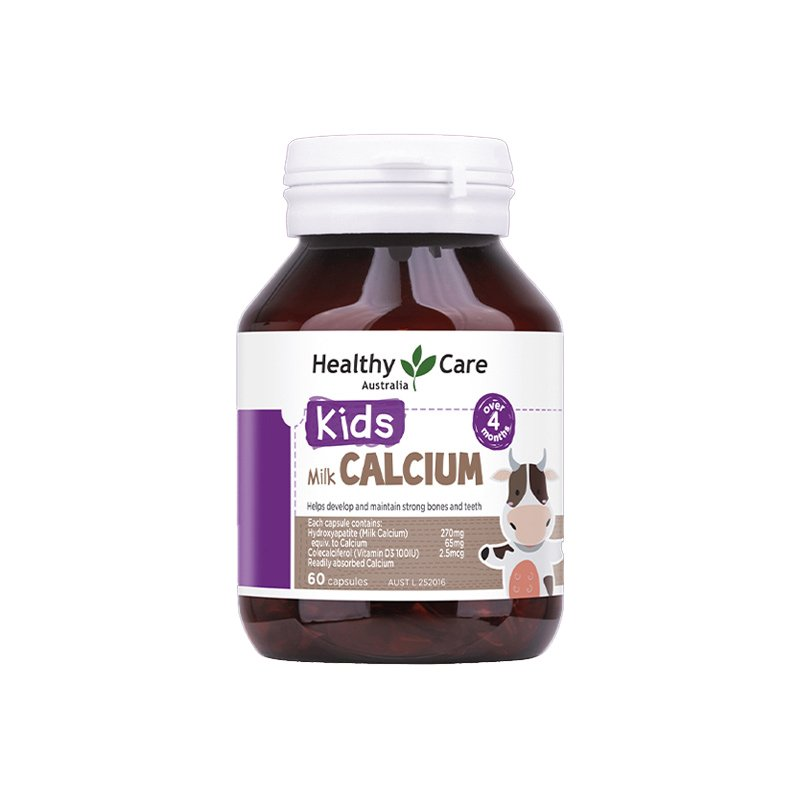 Healthy Care
Australia
Kids
over
4
months
Milk CALCIUM
Helps develop and maintain strong bones and teeth
Each capsule contains:
Hydroxyapatite (Milk Calcium) 270mg
equiv. to Calcium 65mg
Colecalciferol (Vitamin D3 100IU) 2.5mcg
Readily absorbed Calcium
60 capsules AUST L 252016